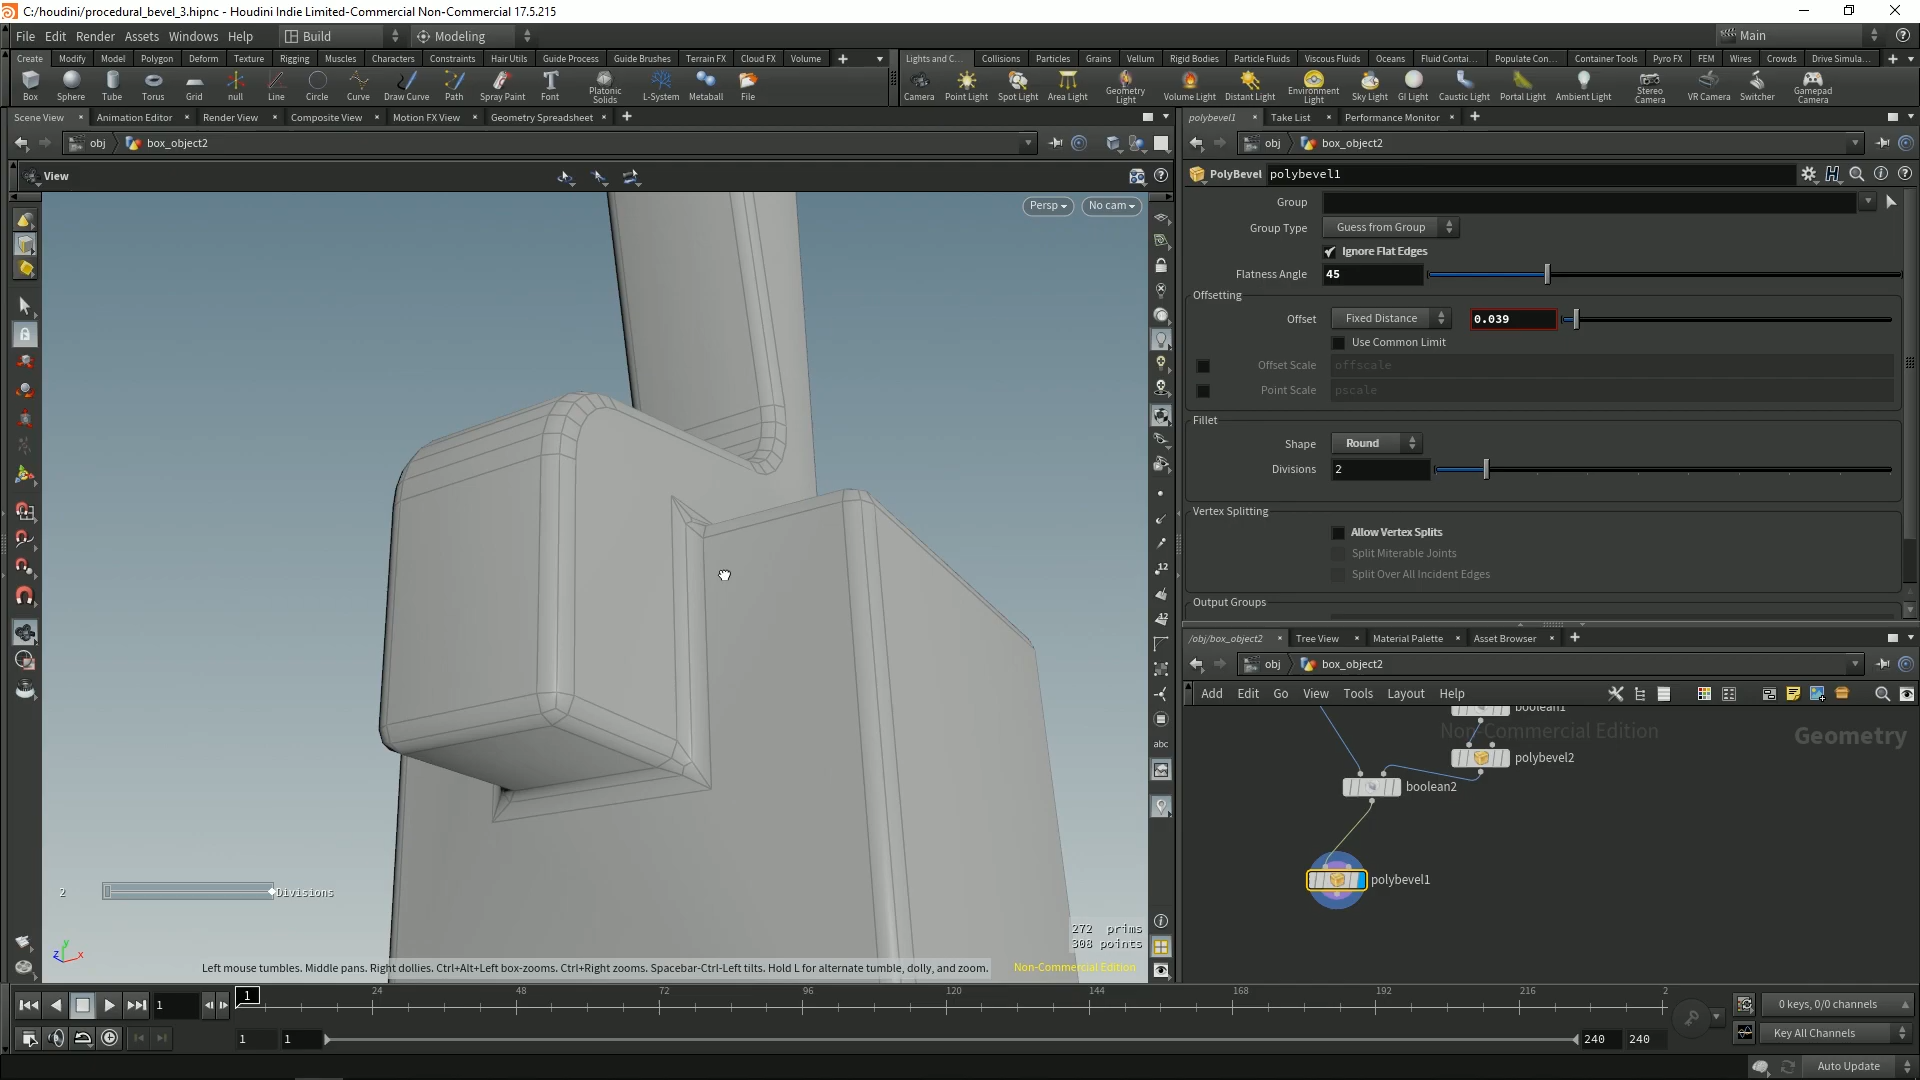 C:/houdini/procedural_bevel_3.hipnc - Houdini Indie Limited-Commercial Non-Commercial 17.5.215
File Edit Render Assets Windows Help Build Modeling Main
Create Modify Model Polygon Deform Texture Rigging Muscles Characters Constraints Hair Utils Guide Process Guide Brushes Terrain FX Cloud FX Volume
Lights and C... Collisions Particles Grains Vellum Rigid Bodies Particle Fluids Viscous Fluids Oceans Fluid Contai... Populate Con... Container Tools Pyro FX FEM Wires Crowds Drive Simula...
Box Sphere Tube Torus Grid null Line Circle Curve Draw Curve Path Spray Paint Font Platonic Solids L-System Metaball File
Camera Point Light Spot Light Area Light Geometry Light Volume Light Distant Light Environment Light Sky Light GI Light Caustic Light Portal Light Ambient Light Stereo Camera VR Camera Switcher Gamepad Camera
Scene View Animation Editor Render View Composite View Motion FX View Geometry Spreadsheet
polybevel1 Take List Performance Monitor
obj box_object2
obj box_object2
View
PolyBevel polybevel1
Persp No cam
Group
Group Type Guess from Group
Ignore Flat Edges
Flatness Angle 45
Offsetting
Offset Fixed Distance 0.039
Use Common Limit
Offset Scale offscale
Point Scale pscale
Fillet
Shape Round
Divisions 2
Vertex Splitting
Allow Vertex Splits
Split Miterable Joints
Split Over All Incident Edges
Output Groups
/obj/box_object2 Tree View Material Palette Asset Browser
obj box_object2
Add Edit Go View Tools Layout Help
boolean1
Non-Commercial Edition
Geometry
polybevel2
boolean2
polybevel1
12
12
abc
2 Divisions
272 prims
308 points
z y x
Left mouse tumbles. Middle pans. Right dollies. Ctrl+Alt+Left box-zooms. Ctrl+Right zooms. Spacebar-Ctrl-Left tilts. Hold L for alternate tumble, dolly, and zoom.
Non-Commercial Edition
1 1 24 48 72 96 120 144 168 192 216 2
0 keys, 0/0 channels
1 1 240 240
Key All Channels
Auto Update